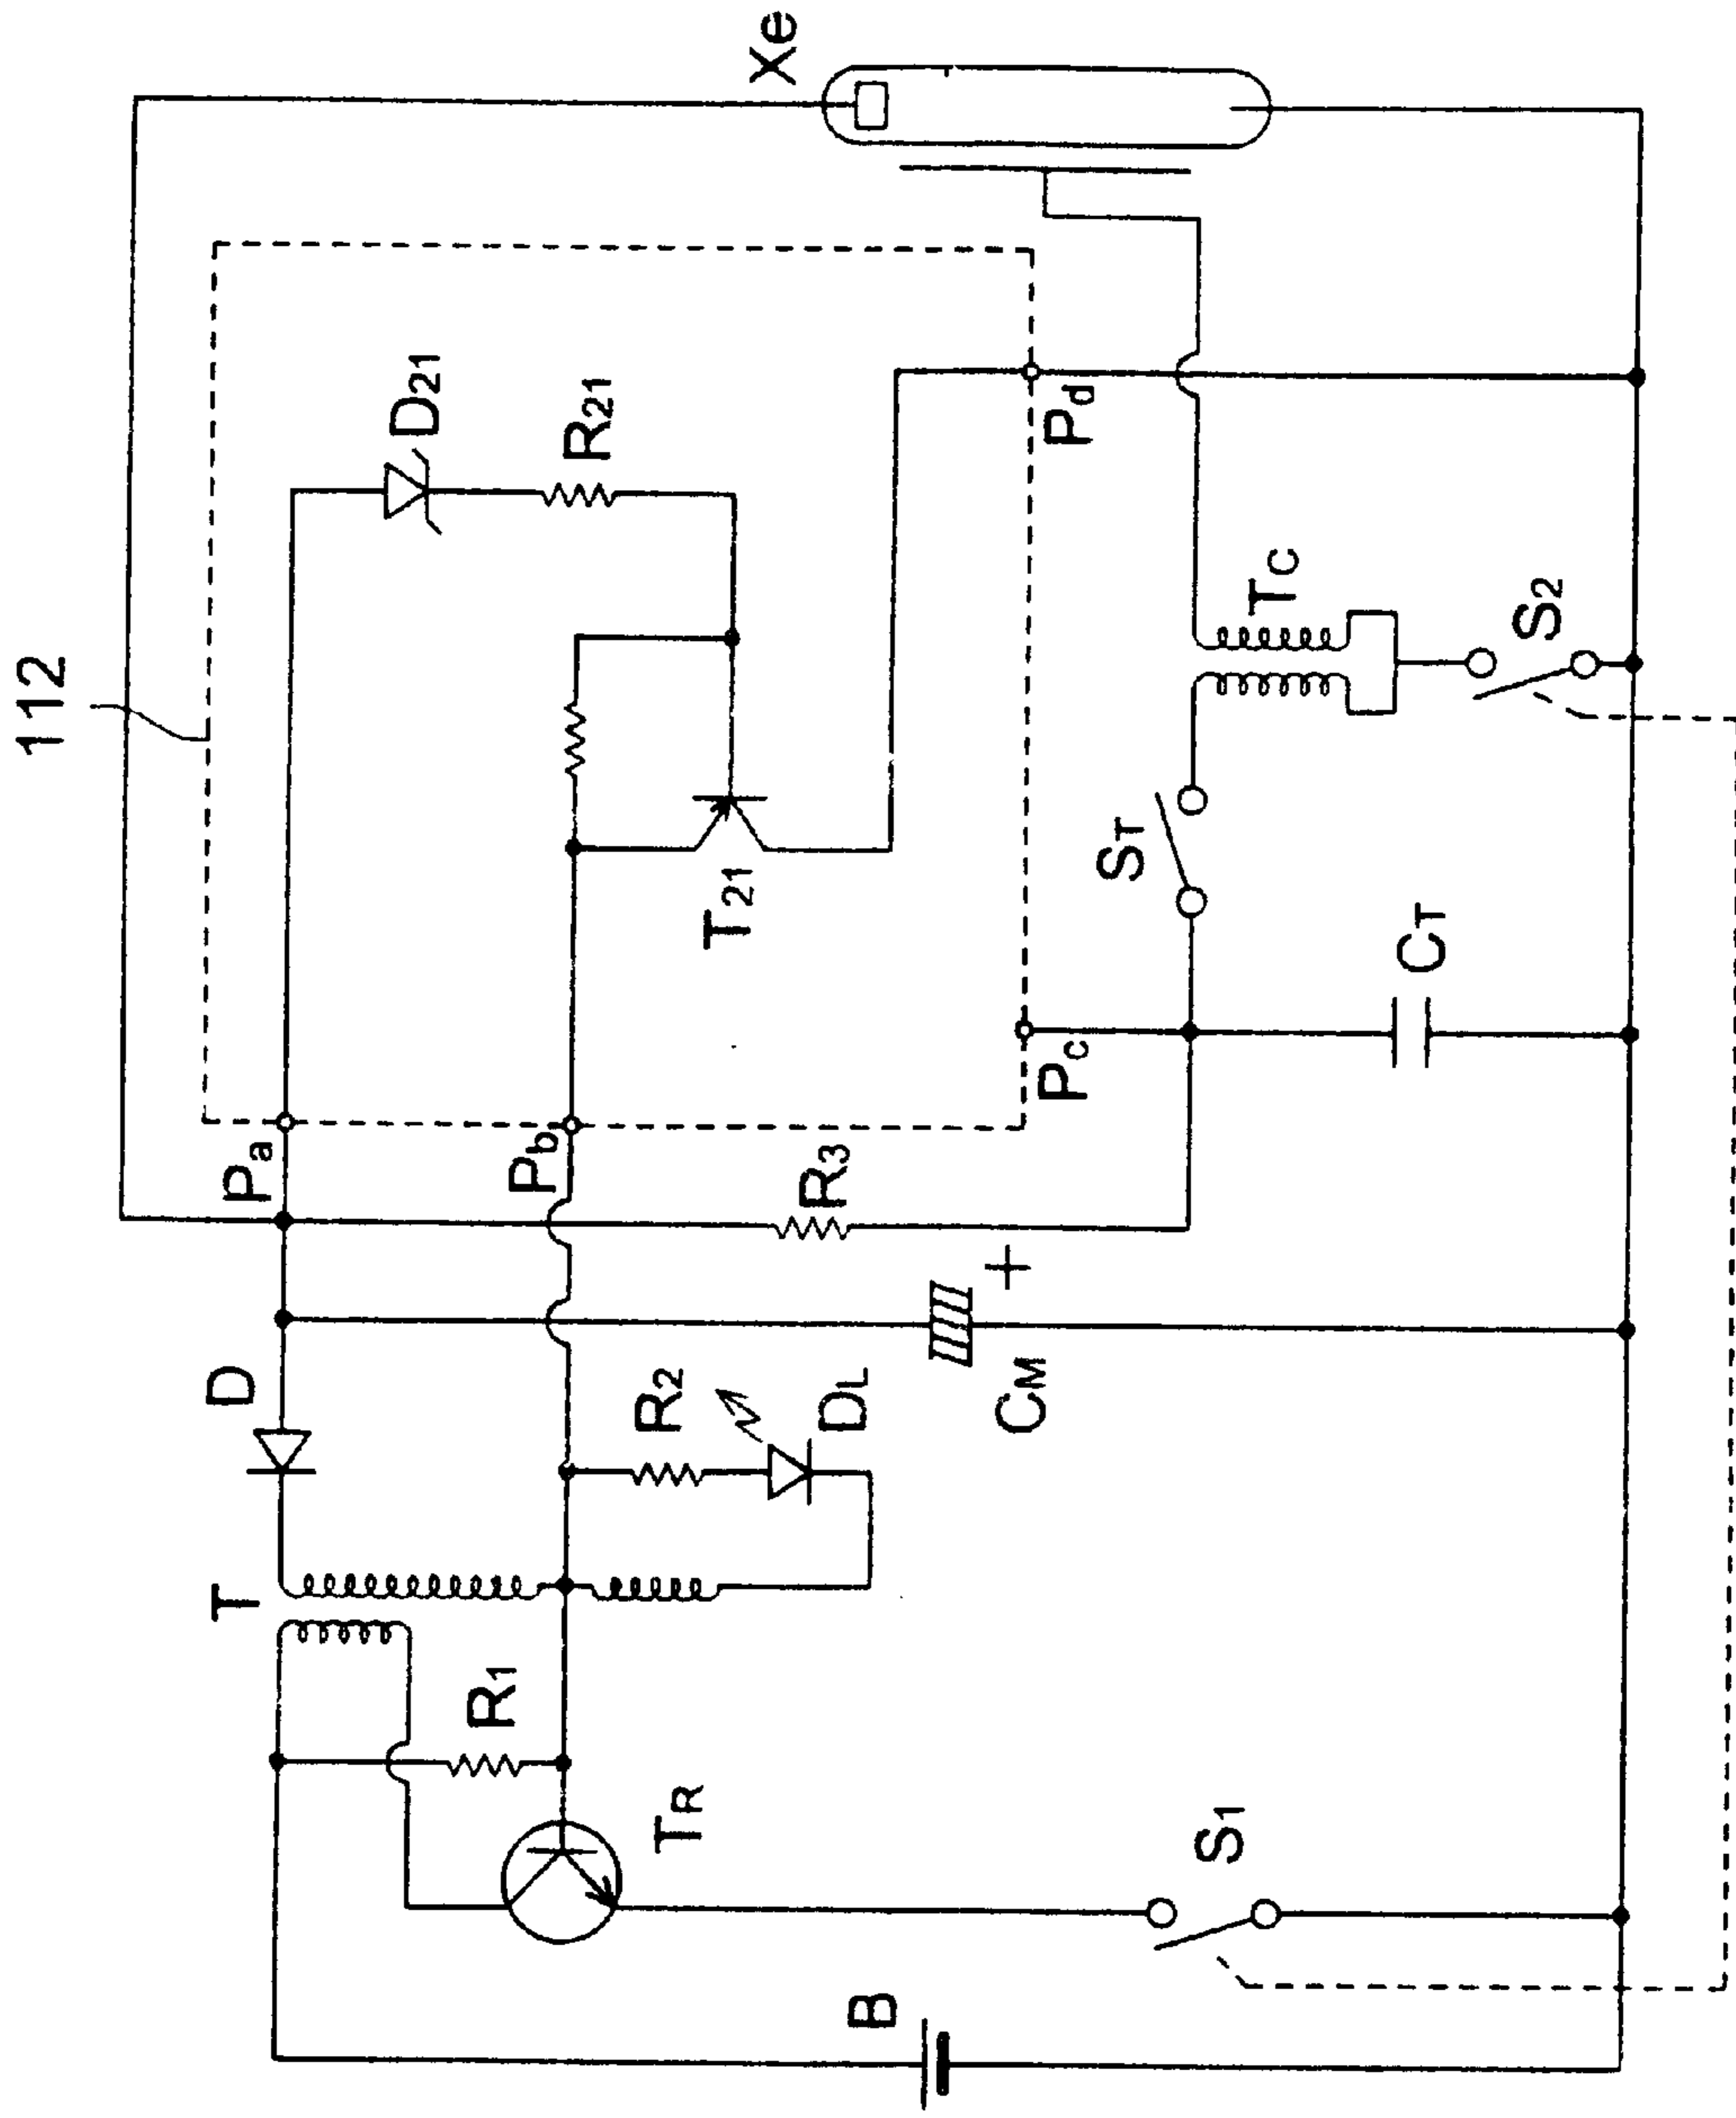 112
Xe
D21
R21
T21
Pd
TC
S2
ST
CT
Pa
Pb
Pc
R3
D
R2
DL
CM
+
T
R1
TR
S1
B